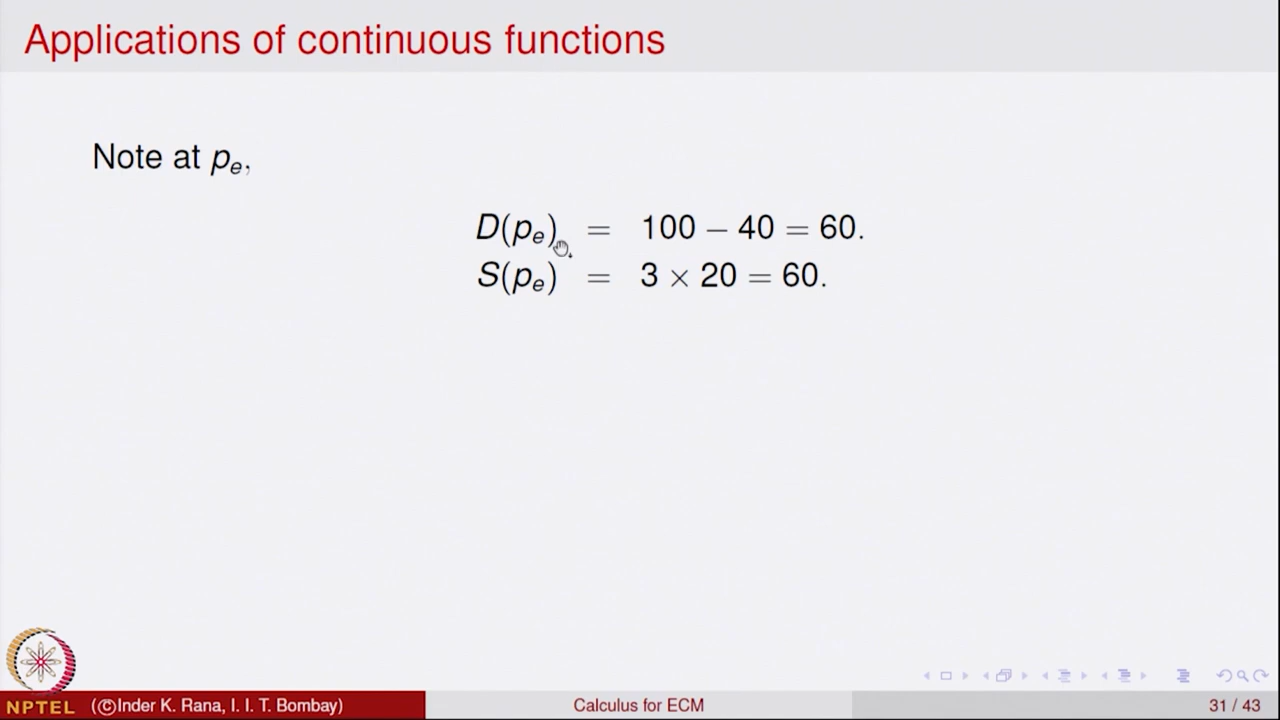 Applications of continuous functions
Note at pₑ,
D(pₑ) = 100 − 40 = 60.
S(pₑ) = 3 × 20 = 60.
NPTEL (©Inder K. Rana, I. I. T. Bombay) Calculus for ECM 31 / 43